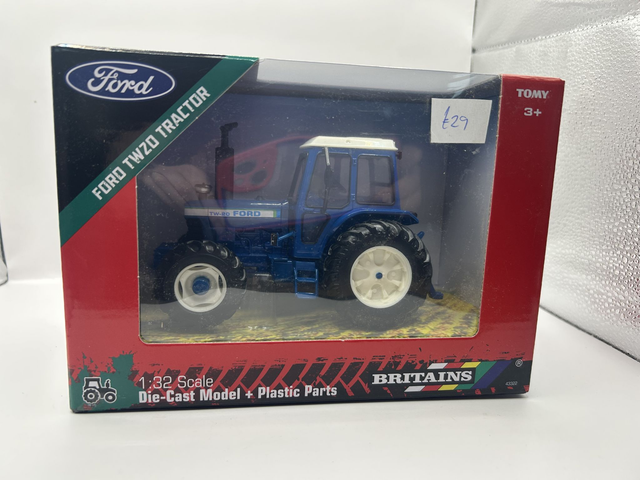 Ford
FORD TW20 TRACTOR
TOMY
3+
£29
TW-20 FORD
1:32 Scale
Die-Cast Model + Plastic Parts
BRITAINS ®